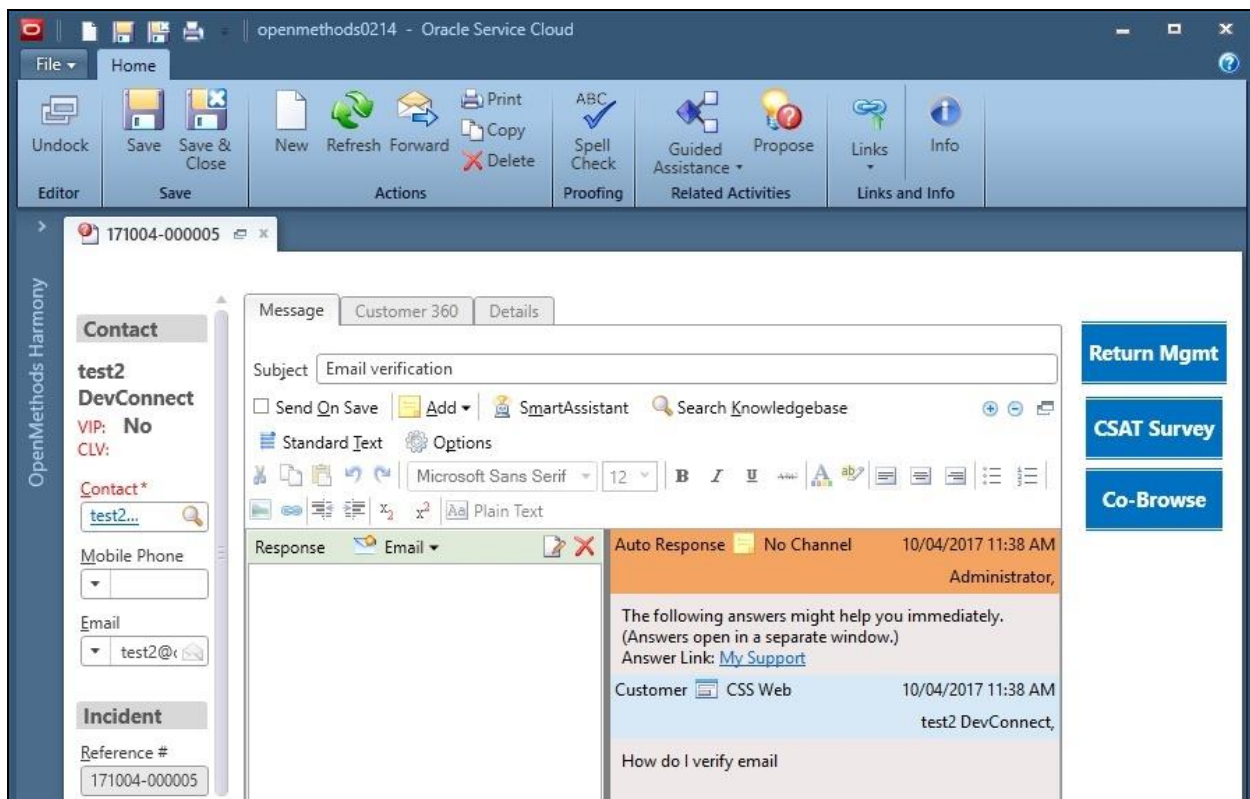 openmethods0214 - Oracle Service Cloud
File
Home
Undock
Save
Save & Close
New
Refresh
Forward
Print
Copy
Delete
ABC
Spell Check
Guided Assistance
Propose
Links
Info
Editor
Save
Actions
Proofing
Related Activities
Links and Info
OpenMethods Harmony
171004-000005
Contact
test2
DevConnect
VIP: No
CLV:
Contact*
test2...
Mobile Phone
Email
test2@
Incident
Reference #
171004-000005
Message
Customer 360
Details
Subject Email verification
Send On Save Add SmartAssistant Search Knowledgebase
Standard Text Options
Microsoft Sans Serif 12 B I U A ab
x2 x2 Aa Plain Text
Response Email
Auto Response No Channel 10/04/2017 11:38 AM
Administrator,
The following answers might help you immediately.
(Answers open in a separate window.)
Answer Link: My Support
Customer CSS Web 10/04/2017 11:38 AM
test2 DevConnect,
How do I verify email
Return Mgmt
CSAT Survey
Co-Browse